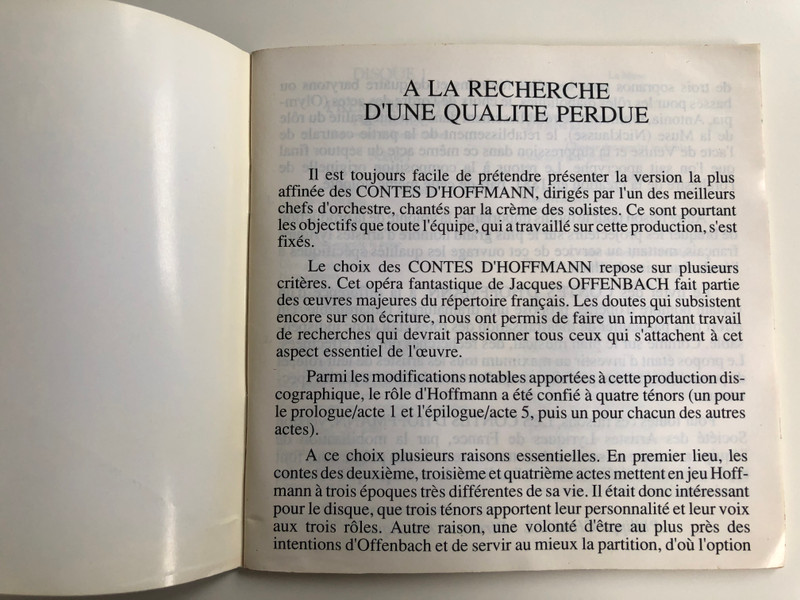 A LA RECHERCHE
D'UNE QUALITE PERDUE
Il est toujours facile de prétendre présenter la version la plus
affinée des CONTES D'HOFFMANN, dirigés par l'un des meilleurs
chefs d'orchestre, chantés par la crème des solistes. Ce sont pourtant
les objectifs que toute l'équipe, qui a travaillé sur cette production, s'est
fixés.
Le choix des CONTES D'HOFFMANN repose sur plusieurs
critères. Cet opéra fantastique de Jacques OFFENBACH fait partie
des œuvres majeures du répertoire français. Les doutes qui subsistent
encore sur son écriture, nous ont permis de faire un important travail
de recherches qui devrait passionner tous ceux qui s'attachent à cet
aspect essentiel de l'œuvre.
Parmi les modifications notables apportées à cette production dis-
cographique, le rôle d'Hoffmann a été confié à quatre ténors (un pour
le prologue/acte 1 et l'épilogue/acte 5, puis un pour chacun des autres
actes).
A ce choix plusieurs raisons essentielles. En premier lieu, les
contes des deuxième, troisième et quatrième actes mettent en jeu Hoff-
mann à trois époques très différentes de sa vie. Il était donc intéressant
pour le disque, que trois ténors apportent leur personnalité et leur voix
aux trois rôles. Autre raison, une volonté d'être au plus près des
intentions d'Offenbach et de servir au mieux la partition, d'où l'option